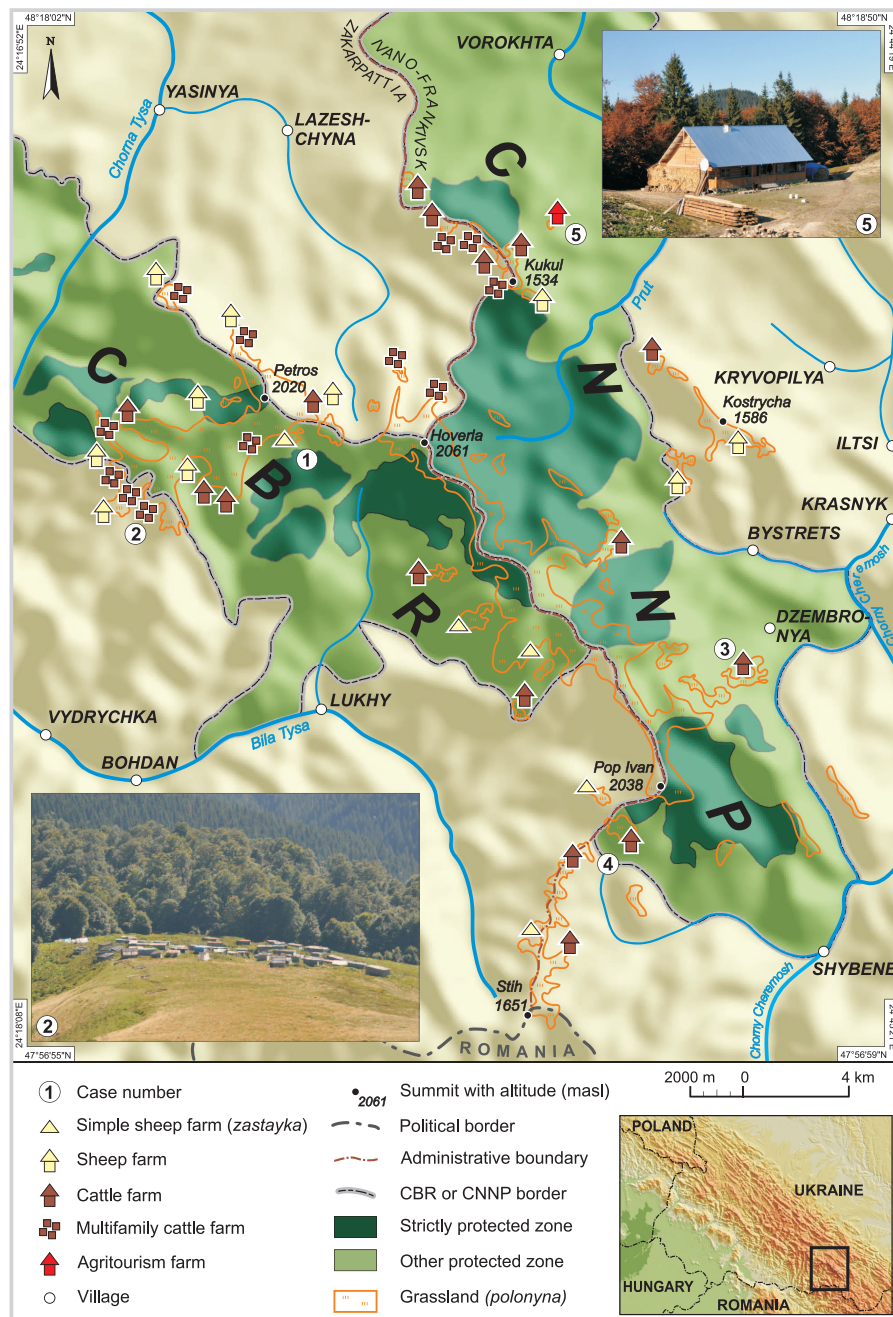 48°18'02"N
48°18'50"N
24°16'52"E
N
YASINYA
Chorna Tysa
LAZESH-
CHYNA
ZAKARPATTIA
IVANO-FRANKIVSK
VOROKHTA
C
5
5
Kukul
1534
Prut
C
Petros
2020
N
KRYVOPILYA
Kostrycha
1586
Hoverla
2061
ILTSI
1
B
KRASNYK
2
BYSTRETS
Chorny Cheremosh
R
N
DZEMBRO-
NYA
3
LUKHY
VYDRYCHKA
Bila Tysa
BOHDAN
Pop Ivan
2038
P
4
SHYBENE
Chorny Cheremosh
Stih
1651
2
ROMANIA
24°18'08"E
47°56'55"N
47°56'59"N
1 Case number
Simple sheep farm (zastayka)
Sheep farm
Cattle farm
Multifamily cattle farm
Agritourism farm
Village
2061 Summit with altitude (masl)
Political border
Administrative boundary
CBR or CNNP border
Strictly protected zone
Other protected zone
Grassland (polonyna)
2000 m 0 4 km
POLAND
UKRAINE
HUNGARY
ROMANIA